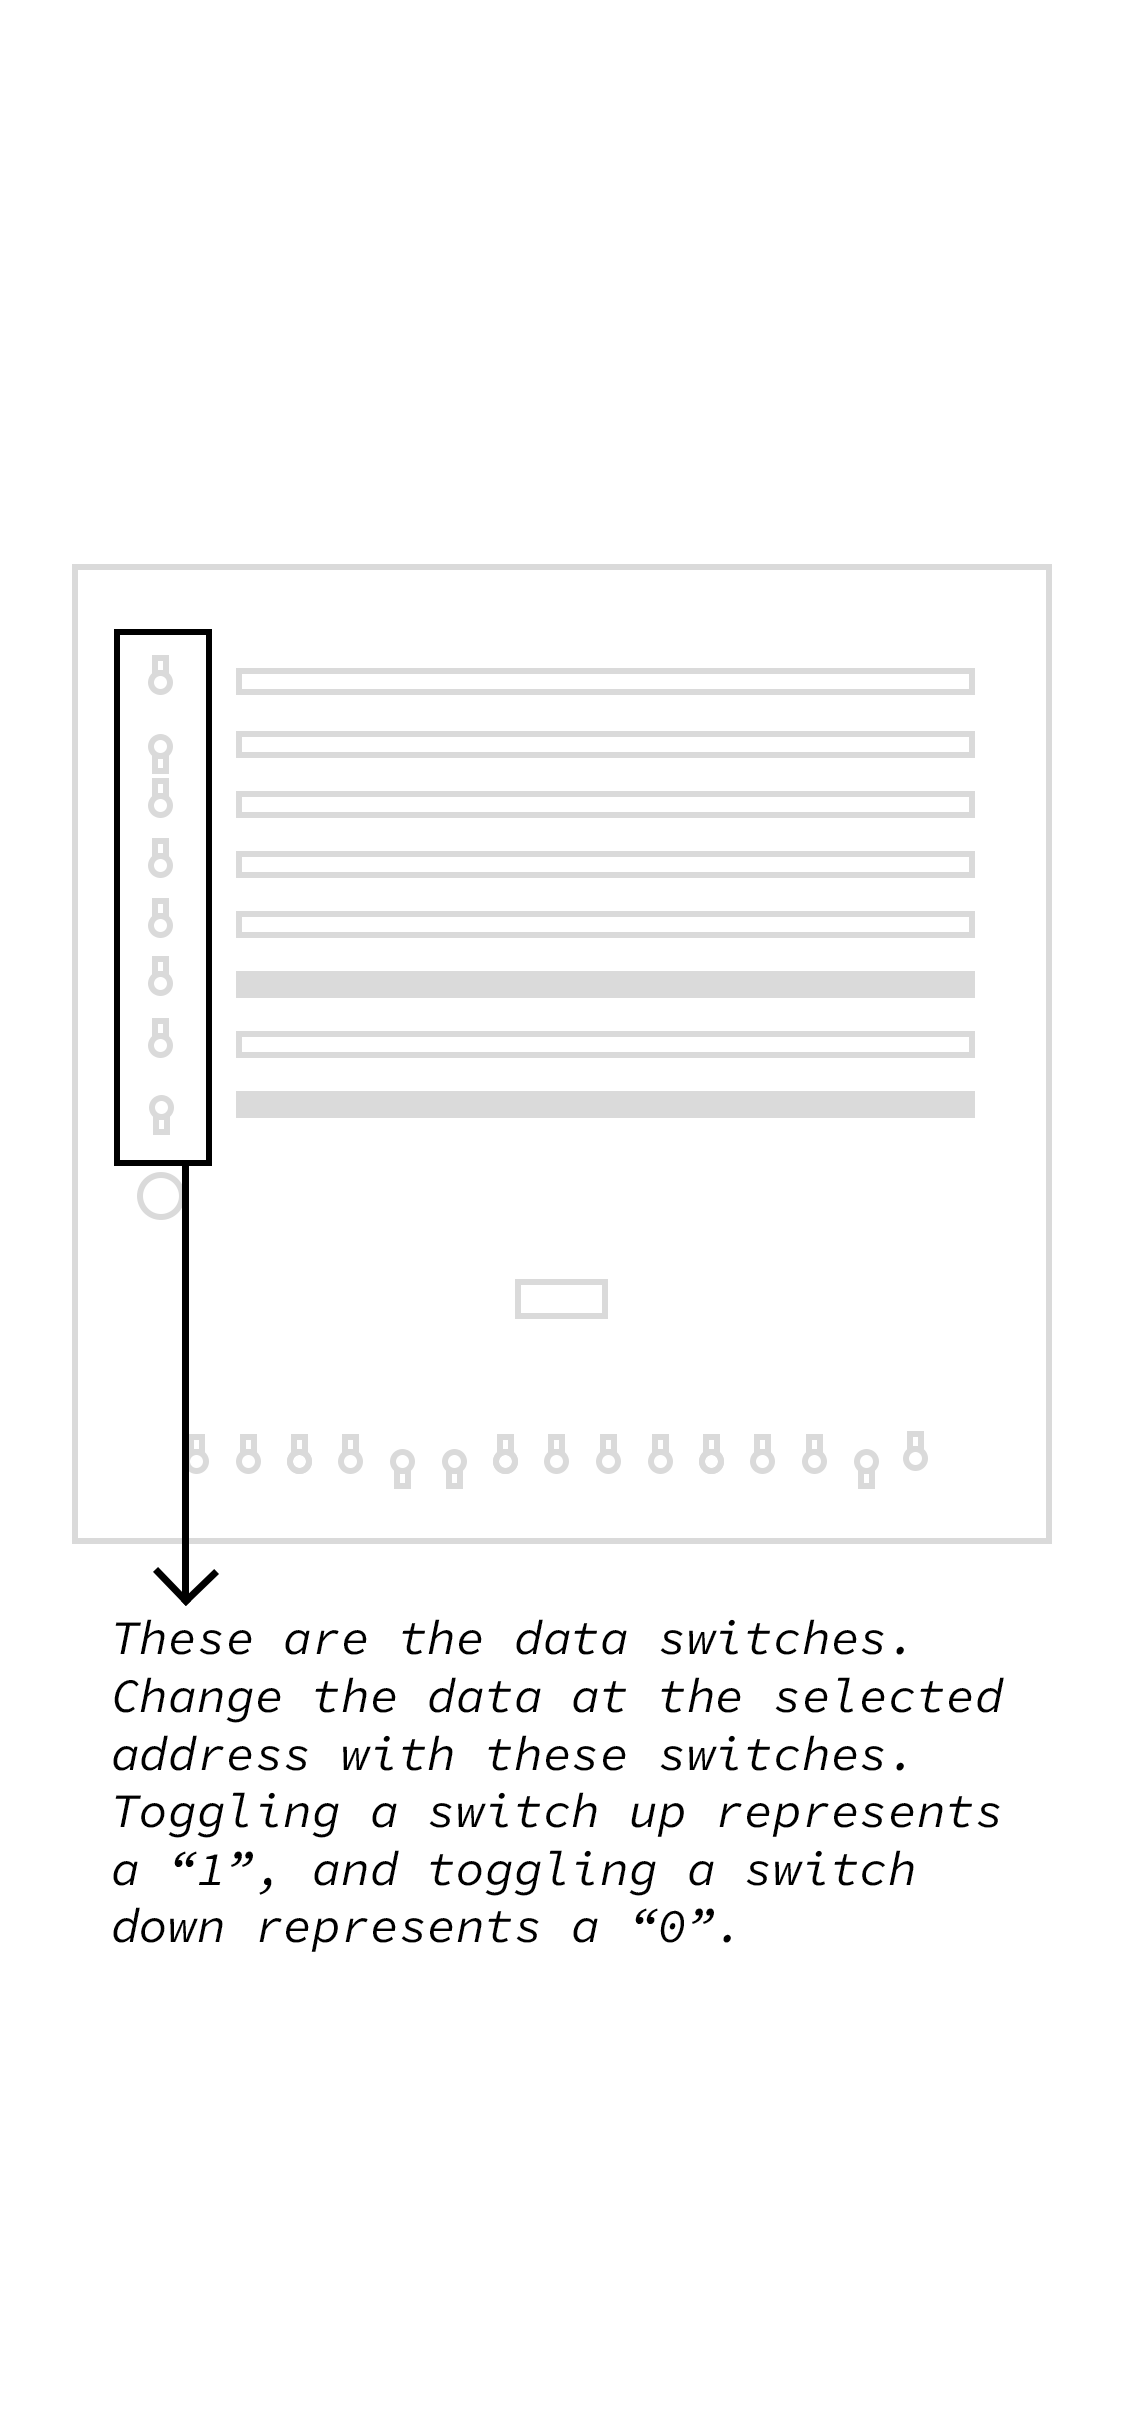 These are the data switches.
Change the data at the selected
address with these switches.
Toggling a switch up represents
a “1”, and toggling a switch
down represents a “0”.